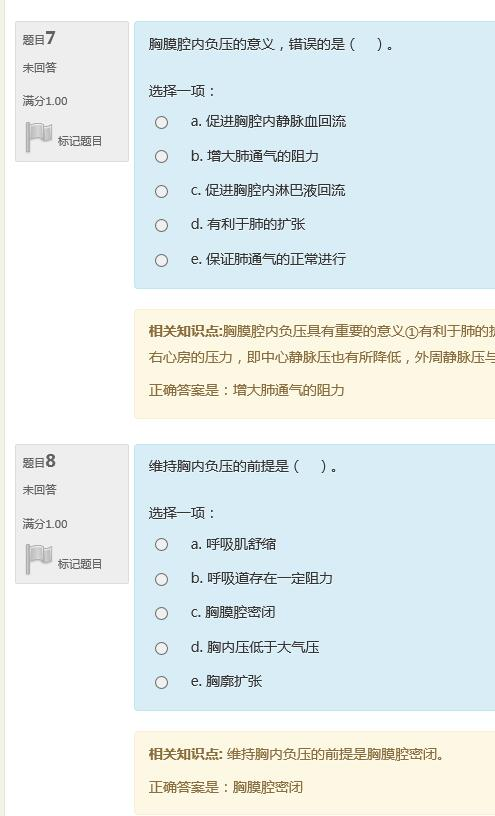 题目7
未回答
满分1.00
标记题目
胸膜腔内负压的意义，错误的是（ ）。
选择一项：
a. 促进胸腔内静脉血回流
b. 增大肺通气的阻力
c. 促进胸腔内淋巴液回流
d. 有利于肺的扩张
e. 保证肺通气的正常进行
相关知识点:胸膜腔内负压具有重要的意义①有利于肺的扩
右心房的压力，即中心静脉压也有所降低，外周静脉压与
正确答案是：增大肺通气的阻力
题目8
未回答
满分1.00
标记题目
维持胸内负压的前提是（ ）。
选择一项：
a. 呼吸肌舒缩
b. 呼吸道存在一定阻力
c. 胸膜腔密闭
d. 胸内压低于大气压
e. 胸廓扩张
相关知识点: 维持胸内负压的前提是胸膜腔密闭。
正确答案是：胸膜腔密闭